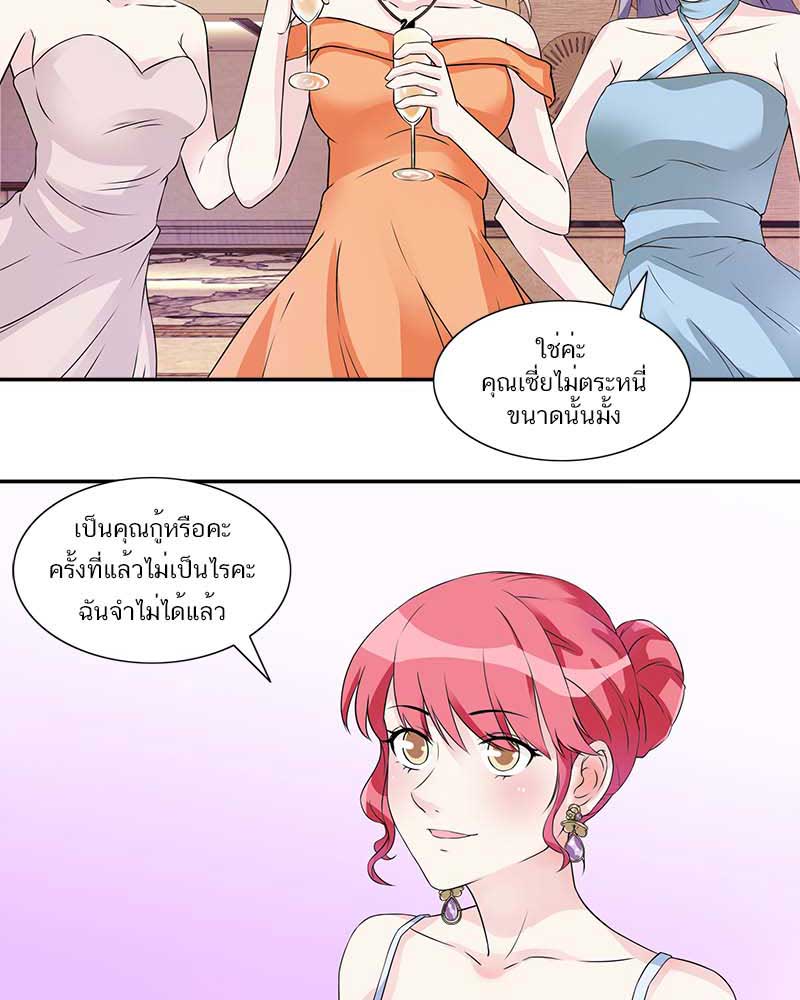 ใช่ค่ะ
คุณเซี่ยไม่ตระหนี่
ขนาดนั้นมั้ง
เป็นคุณกู้หรือคะ
ครั้งที่แล้วไม่เป็นไรคะ
ฉันจำไม่ได้แล้ว